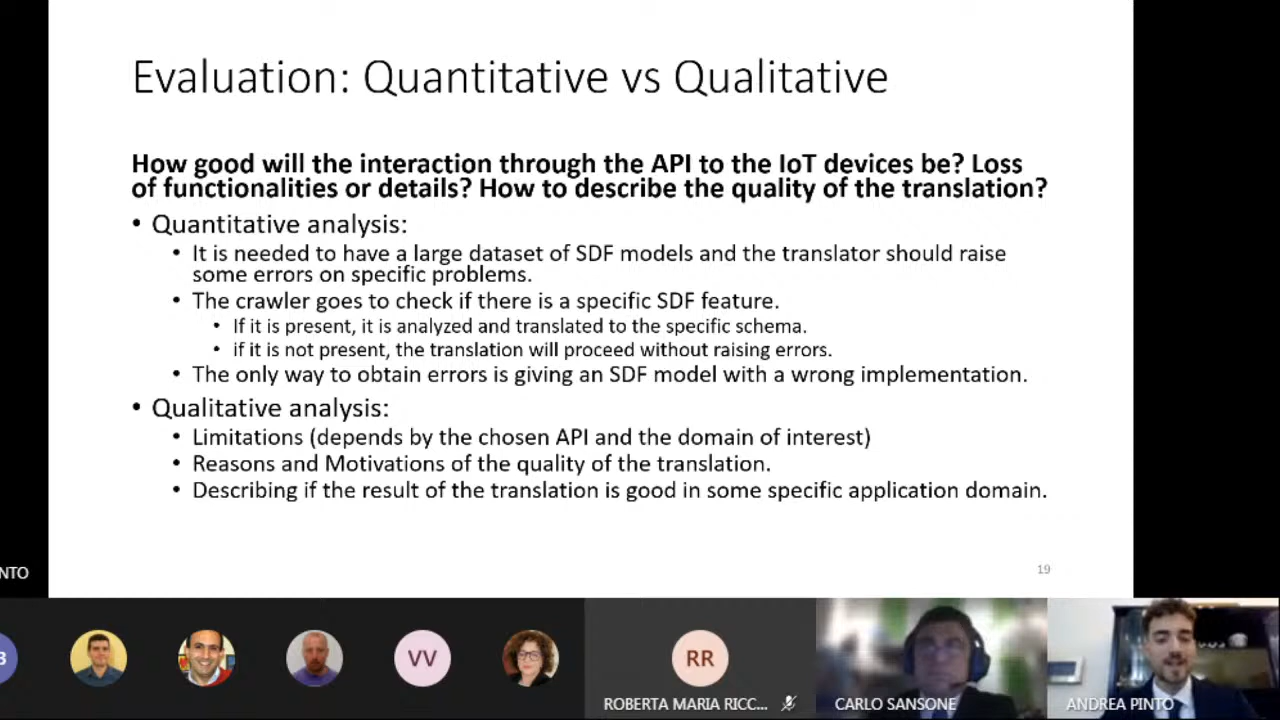 Evaluation: Quantitative vs Qualitative
How good will the interaction through the API to the IoT devices be? Loss
of functionalities or details? How to describe the quality of the translation?
• Quantitative analysis:
• It is needed to have a large dataset of SDF models and the translator should raise
some errors on specific problems.
• The crawler goes to check if there is a specific SDF feature.
• If it is present, it is analyzed and translated to the specific schema.
• if it is not present, the translation will proceed without raising errors.
• The only way to obtain errors is giving an SDF model with a wrong implementation.
• Qualitative analysis:
• Limitations (depends by the chosen API and the domain of interest)
• Reasons and Motivations of the quality of the translation.
• Describing if the result of the translation is good in some specific application domain.
19
NTO
B
VV
RR
ROBERTA MARIA RICC...
CARLO SANSONE
ANDREA PINTO